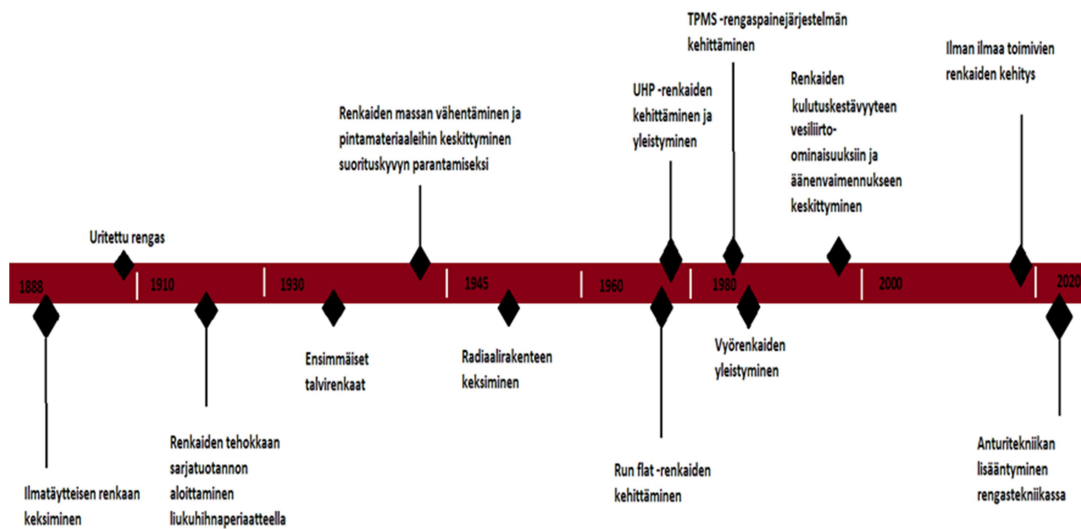 TPMS -rengaspainejärjestelmän
kehittäminen
Ilman ilmaa toimivien
renkaiden kehitys
Renkaiden
kulutuskestävyyteen
vesiliirto-
ominaisuuksiin ja
äänenvaimennukseen
keskittyminen
UHP -renkaiden
kehittäminen ja
yleistyminen
Renkaiden massan vähentäminen ja
pintamateriaaleihin keskittyminen
suorituskyvyn parantamiseksi
Uritettu rengas
1888
1910
1930
1945
1960
1980
2000
2020
Ensimmäiset
talvirenkaat
Radiaalirakenteen
keksiminen
Vyörenkaiden
yleistyminen
Renkaiden tehokkaan
sarjatuotannon
aloittaminen
liukuhihnaperiaatteella
Run flat -renkaiden
kehittäminen
Anturitekniikan
lisääntyminen
rengastekniikassa
Ilmatäytteisen renkaan
keksiminen